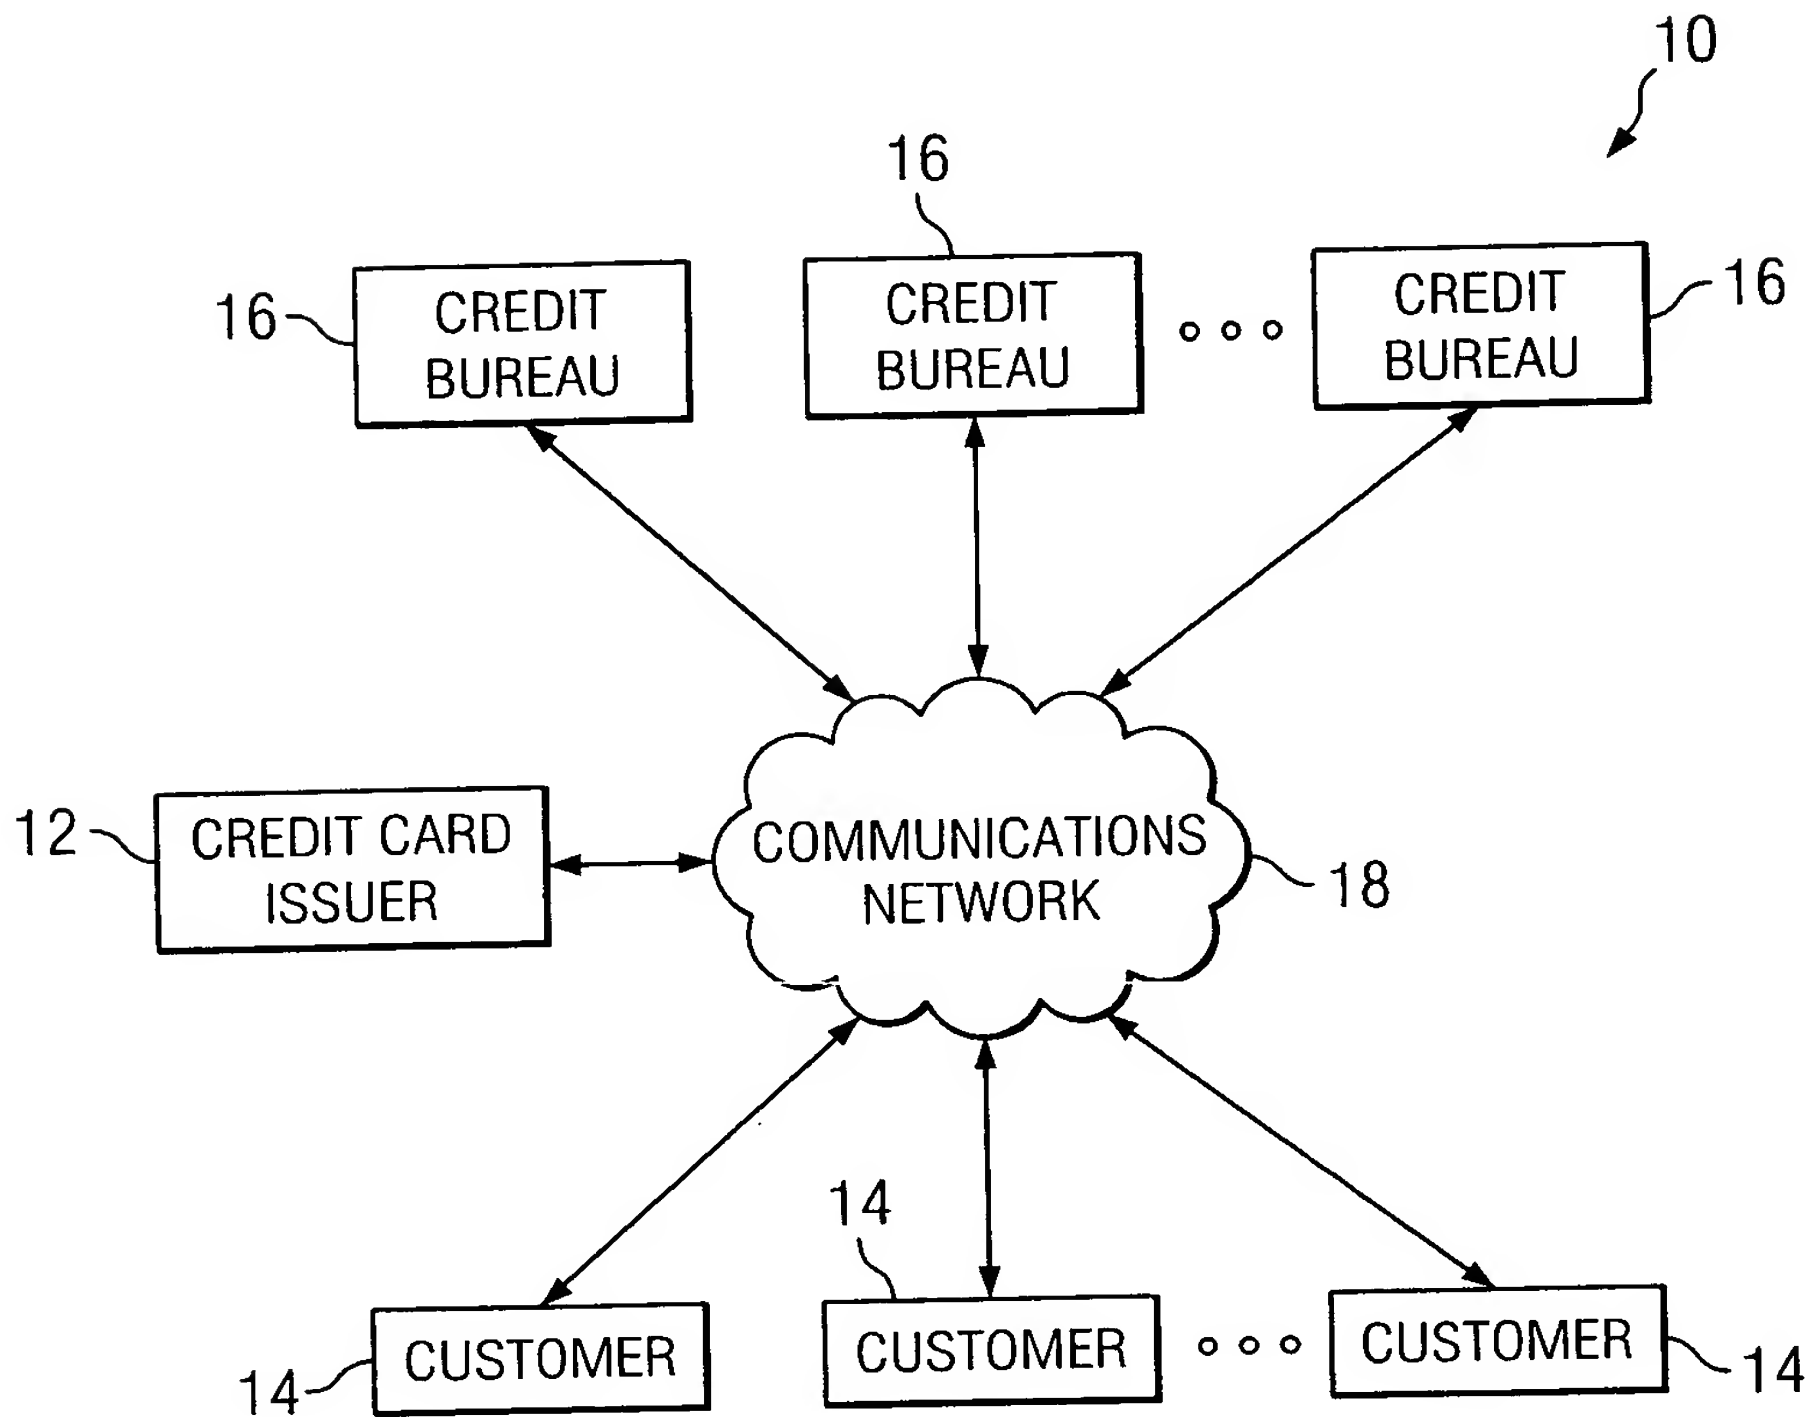 10
16
16
CREDIT
BUREAU
CREDIT
BUREAU
CREDIT
BUREAU
16
12
CREDIT CARD
ISSUER
COMMUNICATIONS
NETWORK
18
14
14
CUSTOMER
CUSTOMER
CUSTOMER
14